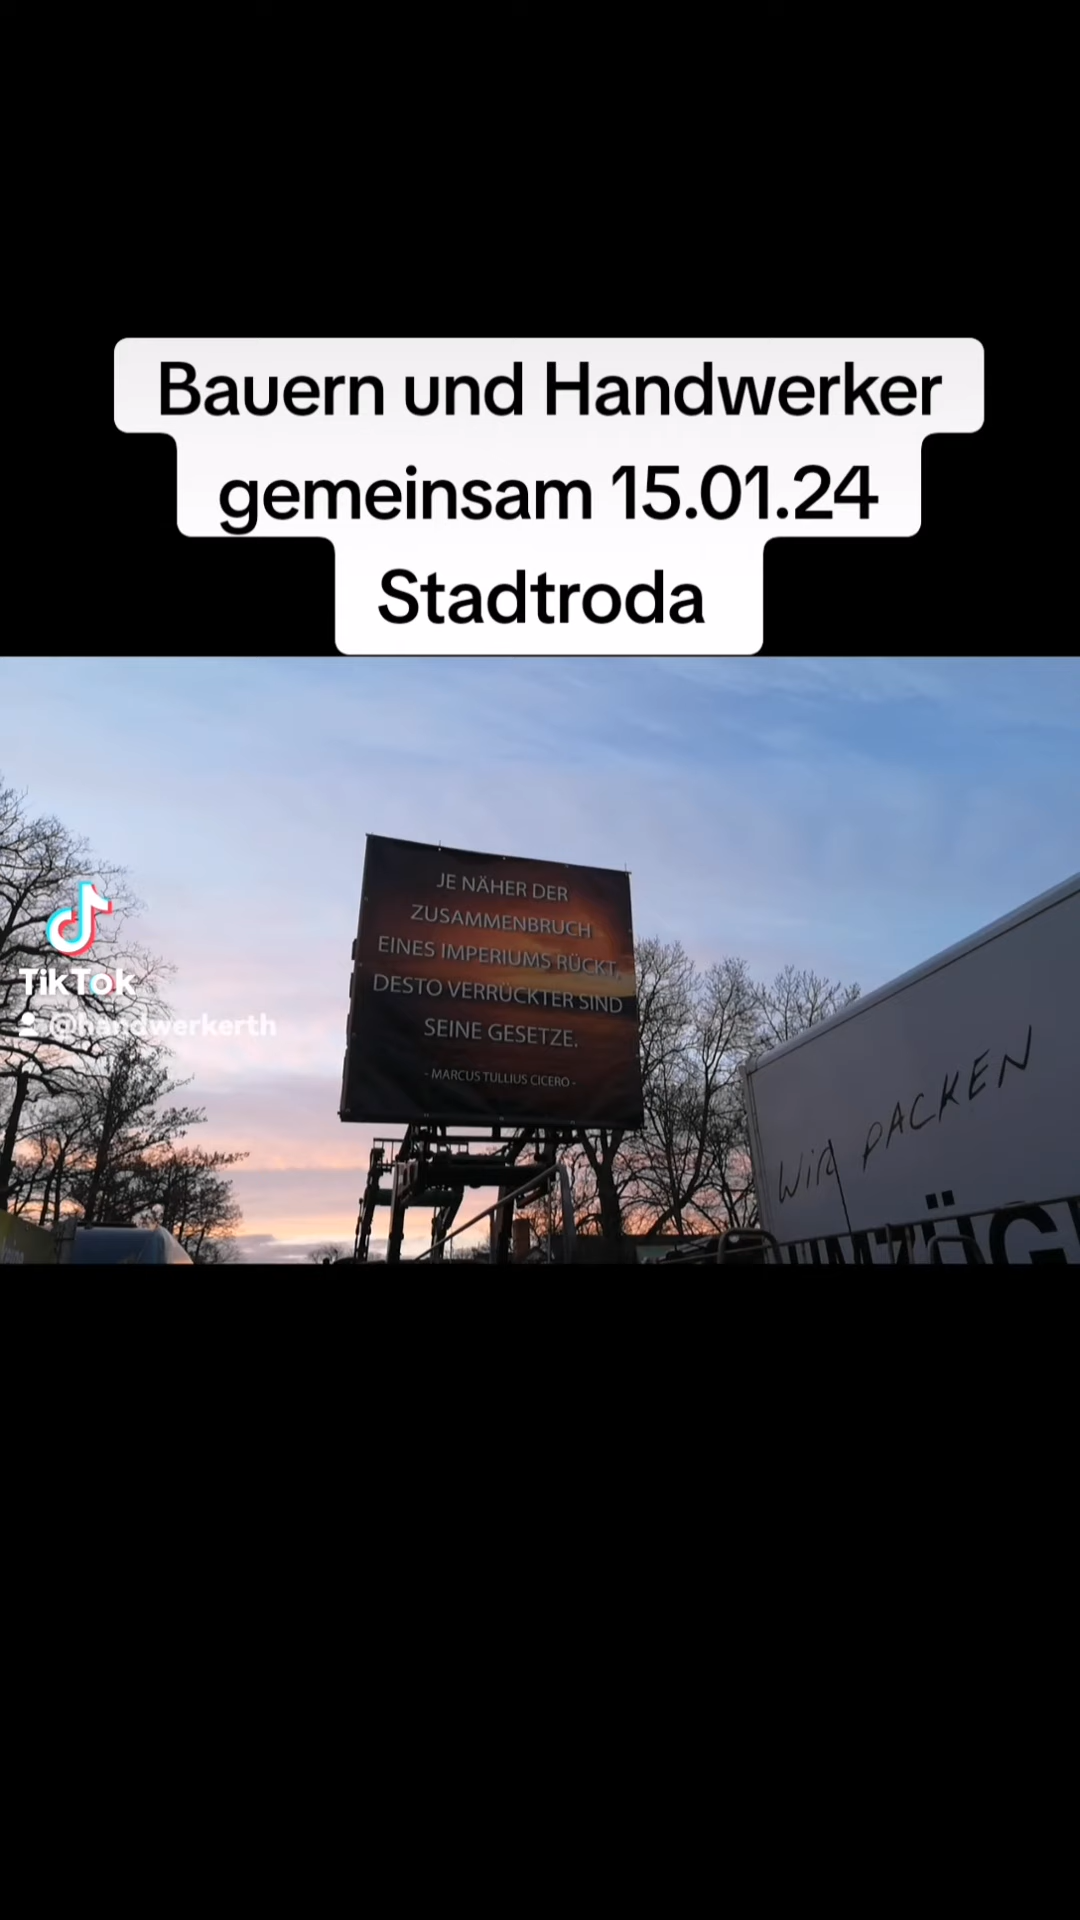 Bauern und Handwerker
gemeinsam 15.01.24
Stadtroda
JE NÄHER DER
ZUSAMMENBRUCH
EINES IMPERIUMS RÜCKT,
DESTO VERRÜCKTER SIND
SEINE GESETZE.
- MARCUS TULLIUS CICERO -
TikTok
@handwerkerth
WiR PACKEN